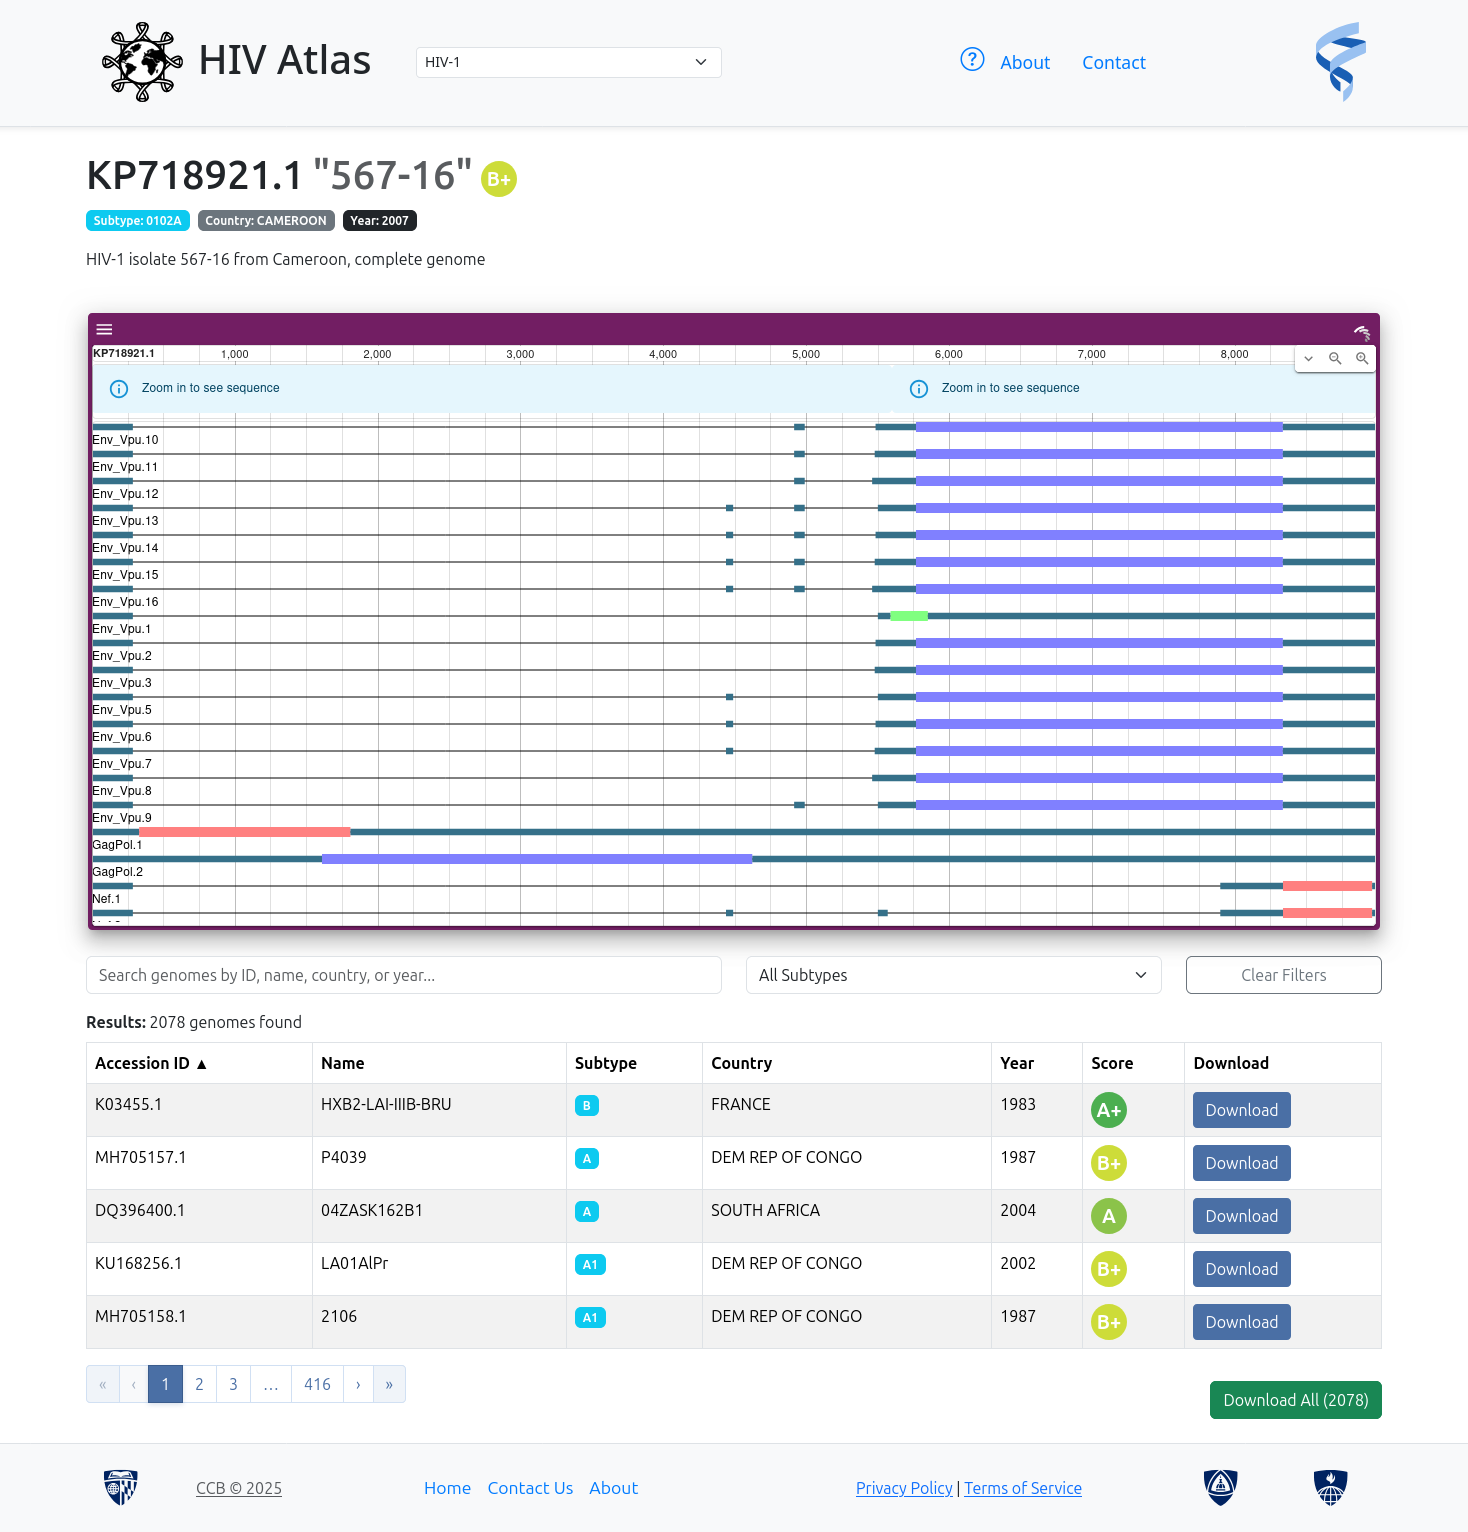 HIV Atlas
HIV-1
About Contact
KP718921.1 "567-16" B+
Subtype: 0102A Country: CAMEROON Year: 2007
HIV-1 isolate 567-16 from Cameroon, complete genome
KP718921.1 1,000 2,000 3,000 4,000 5,000 6,000 7,000 8,000
Zoom in to see sequence Zoom in to see sequence
Env_Vpu.10
Env_Vpu.11
Env_Vpu.12
Env_Vpu.13
Env_Vpu.14
Env_Vpu.15
Env_Vpu.16
Env_Vpu.1
Env_Vpu.2
Env_Vpu.3
Env_Vpu.5
Env_Vpu.6
Env_Vpu.7
Env_Vpu.8
Env_Vpu.9
GagPol.1
GagPol.2
Nef.1
Search genomes by ID, name, country, or year... All Subtypes Clear Filters
Results: 2078 genomes found
Accession ID ▲ Name Subtype Country Year Score Download
K03455.1 HXB2-LAI-IIIB-BRU B FRANCE 1983 A+ Download
MH705157.1 P4039 A DEM REP OF CONGO 1987 B+ Download
DQ396400.1 04ZASK162B1 A SOUTH AFRICA 2004 A Download
KU168256.1 LA01AlPr A1 DEM REP OF CONGO 2002 B+ Download
MH705158.1 2106 A1 DEM REP OF CONGO 1987 B+ Download
« ‹ 1 2 3 … 416 › »
Download All (2078)
CCB © 2025 Home Contact Us About Privacy Policy | Terms of Service